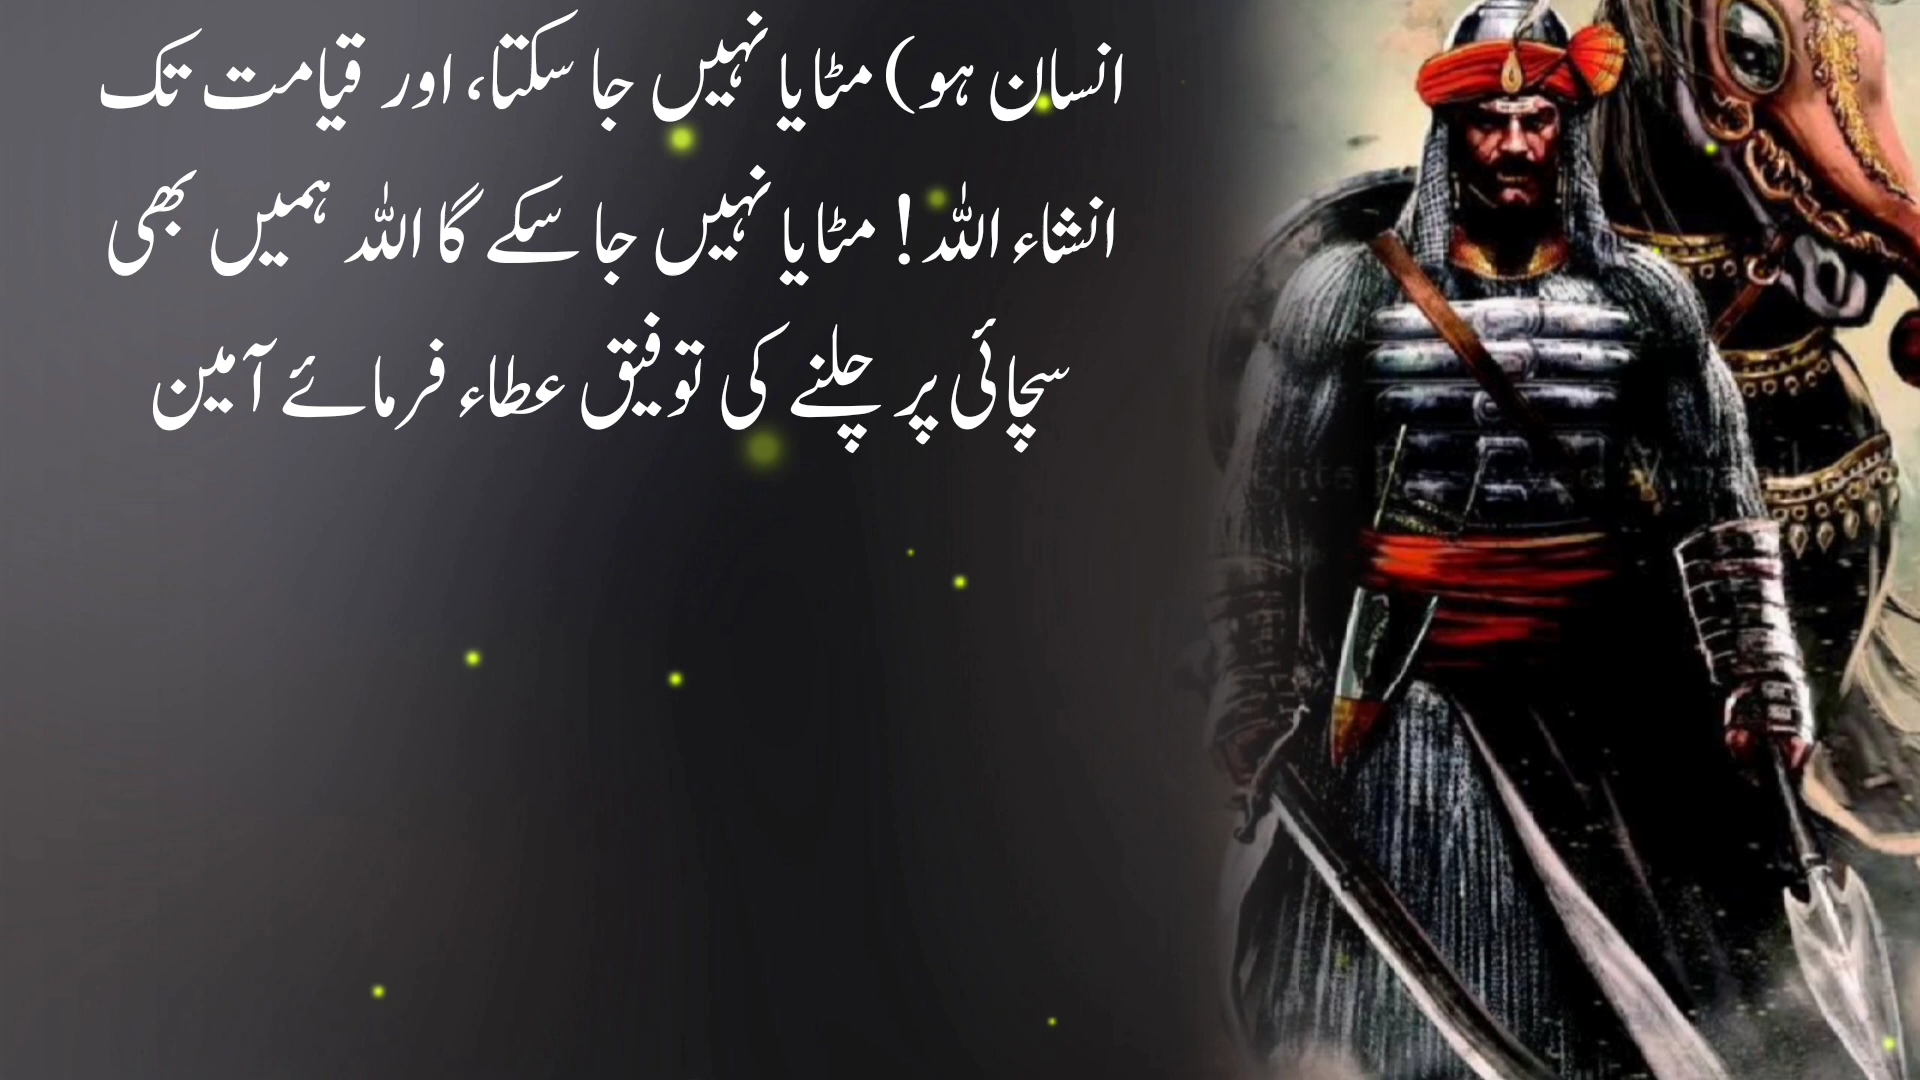 انسان ہو) مٹایا نہیں جا سکتا، اور قیامت تک
انشاء اللہ! مٹایا نہیں جا سکے گا اللہ ہمیں بھی
سچائی پر چلنے کی توفیق عطاء فرمائے آمین